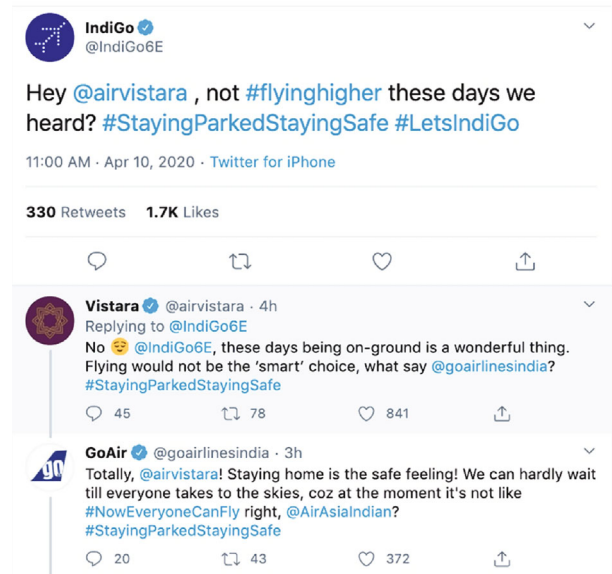 IndiGo
@IndiGo6E
Hey @airvistara , not #flyinghigher these days we
heard? #StayingParkedStayingSafe #LetsIndiGo
11:00 AM · Apr 10, 2020 · Twitter for iPhone
330 Retweets 1.7K Likes
Vistara @airvistara · 4h
Replying to @IndiGo6E
No 😌 @IndiGo6E, these days being on-ground is a wonderful thing.
Flying would not be the ‘smart’ choice, what say @goairlinesindia?
#StayingParkedStayingSafe
45 78 841
go
GoAir @goairlinesindia · 3h
Totally, @airvistara! Staying home is the safe feeling! We can hardly wait
till everyone takes to the skies, coz at the moment it's not like
#NowEveryoneCanFly right, @AirAsiaIndian?
#StayingParkedStayingSafe
20 43 372